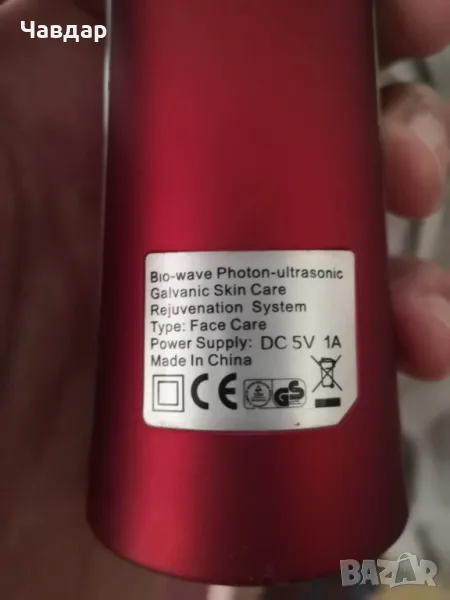 Чавдар
Bio-wave Photon-ultrasonic
Galvanic Skin Care
Rejuvenation System
Type: Face Care
Power Supply: DC 5V 1A
Made In China
CE GS
BAZAR